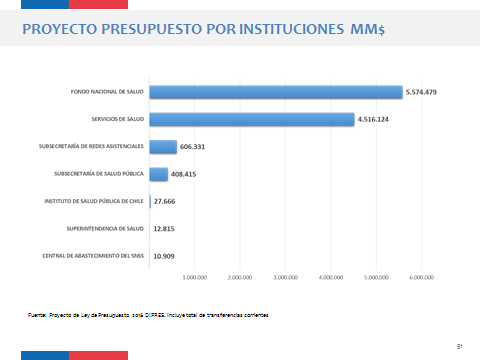 PROYECTO PRESUPUESTO POR INSTITUCIONES MM$
FONDO NACIONAL DE SALUD 5.574.479
SERVICIOS DE SALUD 4.516.124
SUBSECRETARÍA DE REDES ASISTENCIALES 606.331
SUBSECRETARÍA DE SALUD PÚBLICA 408.415
INSTITUTO DE SALUD PÚBLICA DE CHILE 27.666
SUPERINTENDENCIA DE SALUD 12.815
CENTRAL DE ABASTECIMIENTO DEL SNSS 10.909
1.000.000 2.000.000 3.000.000 4.000.000 5.000.000 6.000.000
Fuente: Proyecto de Ley de Presupuesto 2016 DIPRES. Incluye total de transferencias corrientes
51